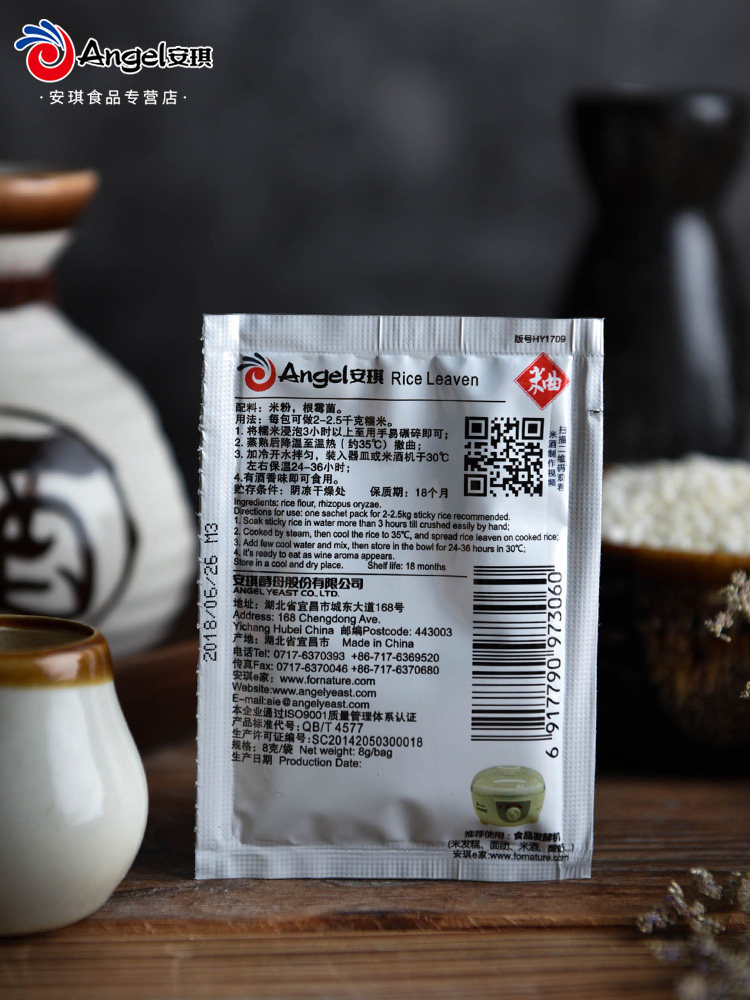 Angel安琪
·安琪食品专营店·
版号HY1709
Angel安琪 Rice Leaven
米曲
配料：米粉，根霉菌。
用法：每包可做2-2.5千克糯米。
1. 将糯米浸泡3小时以上至用手易碾碎即可；
2. 蒸熟后降温至温热（约35℃）撒曲；
3. 加冷开水拌匀，装入器皿或米酒机于30℃
左右保温24-36小时；
4. 有酒香味即可食用。
贮存条件：阴凉干燥处 保质期：18个月
扫描二维码观看
米酒制作视频
Ingredients: rice flour, rhizopus oryzae.
Directions for use: one sachet pack for 2-2.5kg sticky rice recommended.
1. Soak sticky rice in water more than 3 hours till crushed easily by hand;
2. Cooked by steam, then cool the rice to 35℃, and spread rice leaven on cooked rice;
3. Add few cool water and mix, then store in the bowl for 24-36 hours in 30℃;
4. It's ready to eat as wine aroma appears.
Store in a cool and dry place. Shelf life: 18 months
安琪酵母股份有限公司
ANGEL YEAST CO., LTD.
地址：湖北省宜昌市城东大道168号
Address: 168 Chengdong Ave.
Yichang Hubei China 邮编Postcode: 443003
产地：湖北省宜昌市 Made in China
电话Tel: 0717-6370393 +86-717-6369520
传真Fax: 0717-6370046 +86-717-6370680
安琪e家：www.fornature.com
Website:www.angelyeast.com
E-mail:aie@angelyeast.com
本企业通过ISO9001质量管理体系认证
产品标准代号：QB/T 4577
生产许可证编号：SC20142050300018
规格：8克/袋 Net weight: 8g/bag
生产日期 Production Date:
2018/06/26 M3
6 917790 973060
推荐使用：食品发酵机
(米发糕、面团、米酒、酸奶...)
安琪e家:www.fornature.com